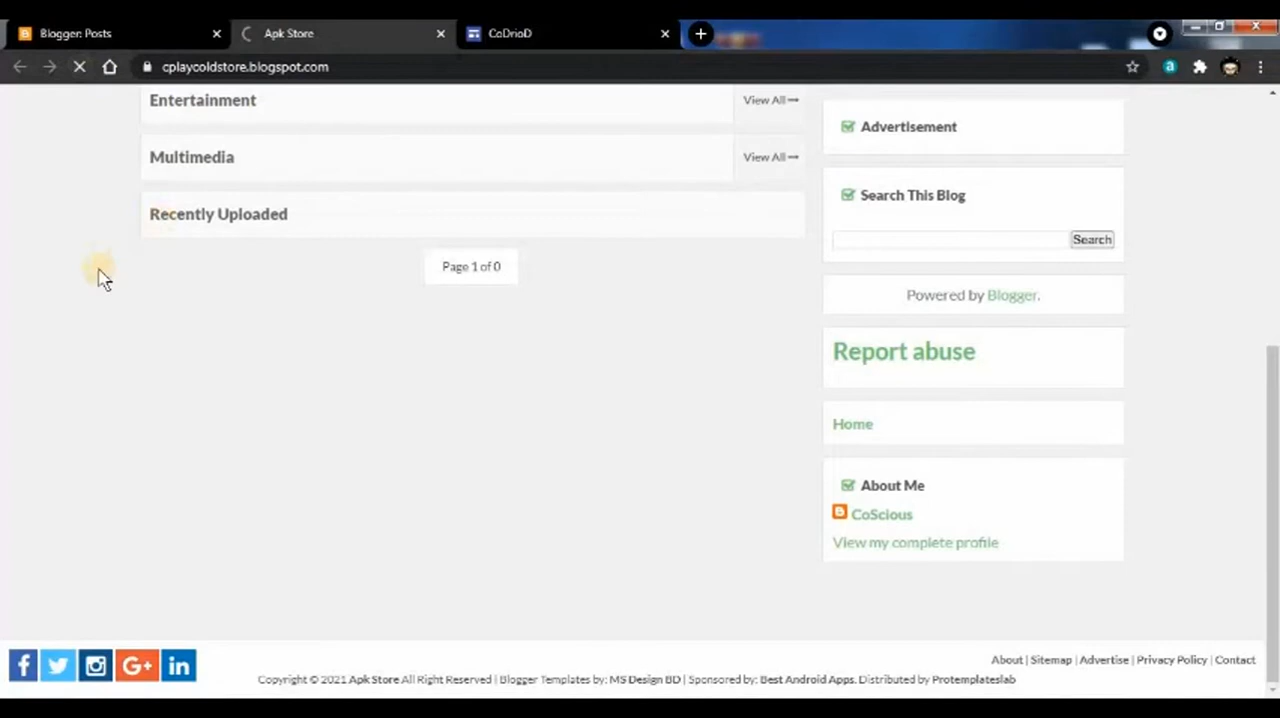 Blogger: Posts
Apk Store
CoDrioD
cplaycoldstore.blogspot.com
Entertainment
View All
Multimedia
View All
Recently Uploaded
Page 1 of 0
Advertisement
Search This Blog
Search
Powered by Blogger.
Report abuse
Home
About Me
CoScious
View my complete profile
About | Sitemap | Advertise | Privacy Policy | Contact
Copyright © 2021 Apk Store All Right Reserved | Blogger Templates by: MS Design BD | Sponsored by: Best Android Apps. Distributed by Protemplateslab